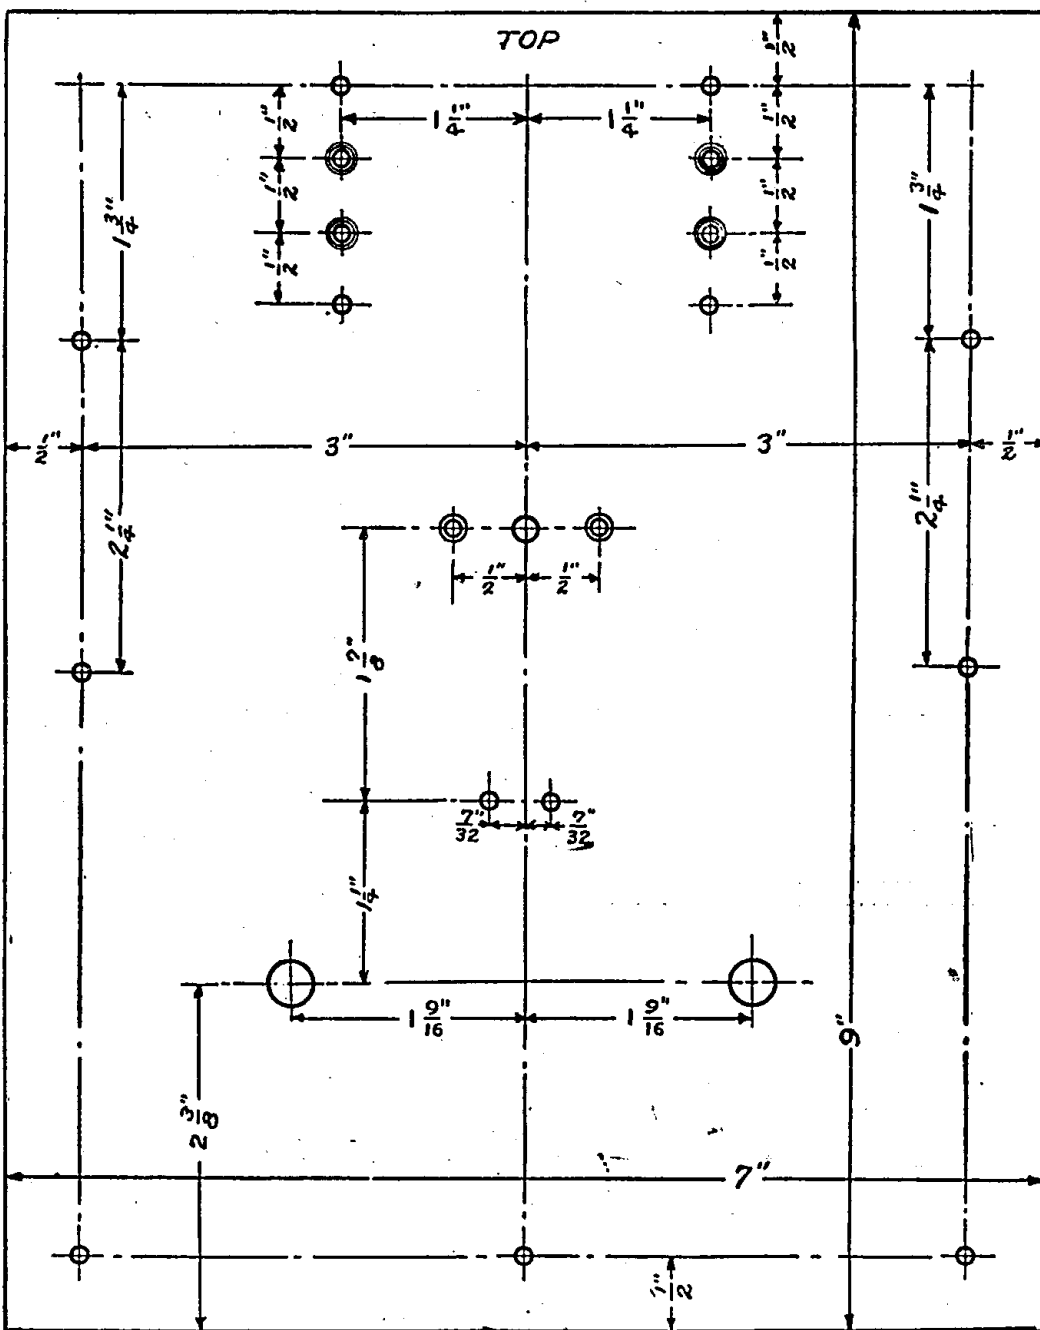 TOP
1/2"
1 1/4" 1 1/4"
1/2" 1/2"
1/2" 1/2"
1 3/4" 1 3/4"
1/2" 1/2"
1/2" 3" 3" 1/2"
2 1/4" 2 1/4"
1/2" 1/2"
1 7/8"
7/32" 7/32"
1 1/4"
1 9/16" 1 9/16"
9"
2 3/8"
7"
1/2"